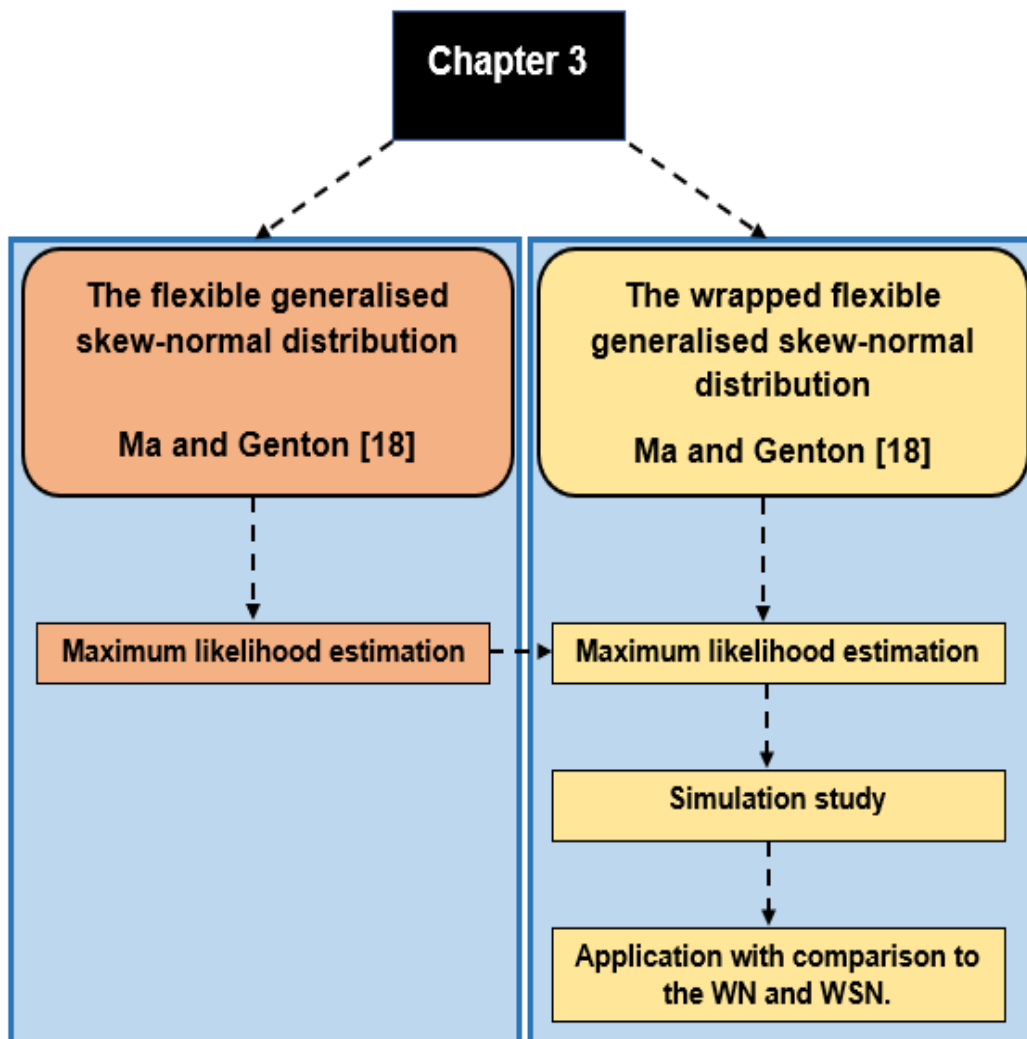 Chapter 3
The flexible generalised
skew-normal distribution
Ma and Genton [18]
The wrapped flexible
generalised skew-normal
distribution
Ma and Genton [18]
Maximum likelihood estimation
Maximum likelihood estimation
Simulation study
Application with comparison to
the WN and WSN.